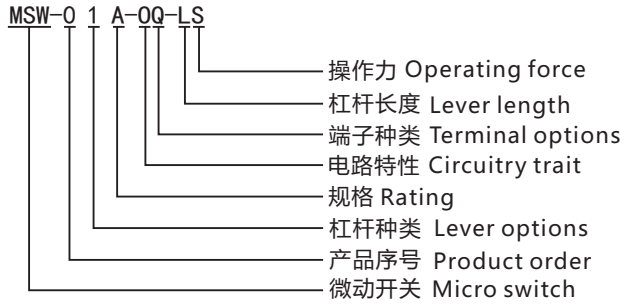 MSW-0 1 A-0Q-LS
操作力 Operating force
杠杆长度 Lever length
端子种类 Terminal options
电路特性 Circuitry trait
规格 Rating
杠杆种类 Lever options
产品序号 Product order
微动开关 Micro switch